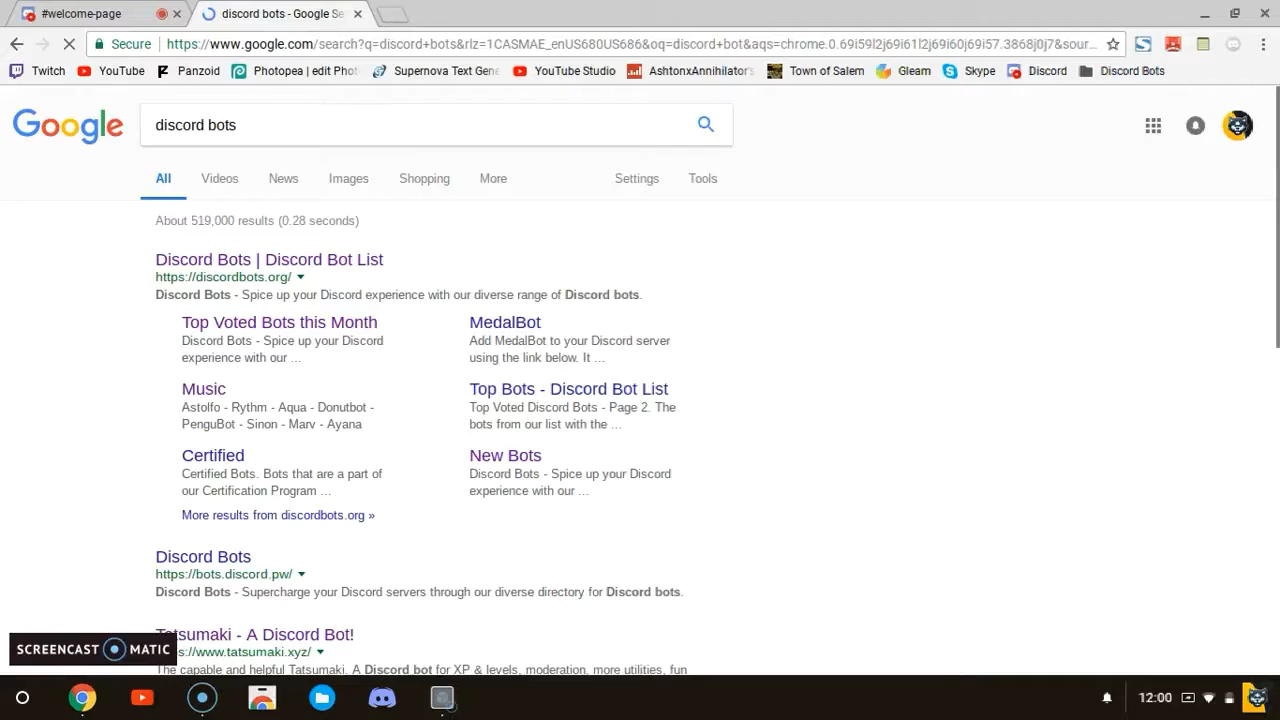 #welcome-page
discord bots - Google Se
Secure
https://www.google.com/search?q=discord+bots&rlz=1CASMAE_enUS680US686&oq=discord+bot&aqs=chrome.0.69i59l2j69i61l2j69i60j69i57.3868j0j7&sour...
Twitch
YouTube
Panzoid
Photopea | edit Phot
Supernova Text Gene
YouTube Studio
AshtonxAnnihilator's
Town of Salem
Gleam
Skype
Discord
Discord Bots
Google
discord bots
All
Videos
News
Images
Shopping
More
Settings
Tools
About 519,000 results (0.28 seconds)
Discord Bots | Discord Bot List
https://discordbots.org/
Discord Bots - Spice up your Discord experience with our diverse range of Discord bots.
Top Voted Bots this Month
Discord Bots - Spice up your Discord
experience with our ...
MedalBot
Add MedalBot to your Discord server
using the link below. It ...
Music
Astolfo - Rythm - Aqua - Donutbot -
PenguBot - Sinon - Marv - Ayana
Top Bots - Discord Bot List
Top Voted Discord Bots - Page 2. The
bots from our list with the ...
Certified
Certified Bots. Bots that are a part of
our Certification Program ...
New Bots
Discord Bots - Spice up your Discord
experience with our ...
More results from discordbots.org »
Discord Bots
https://bots.discord.pw/
Discord Bots - Supercharge your Discord servers through our diverse directory for Discord bots.
Tatsumaki - A Discord Bot!
s://www.tatsumaki.xyz/
The capable and helpful Tatsumaki. A Discord bot for XP & levels, moderation, more utilities, fun
SCREENCAST MATIC
12:00